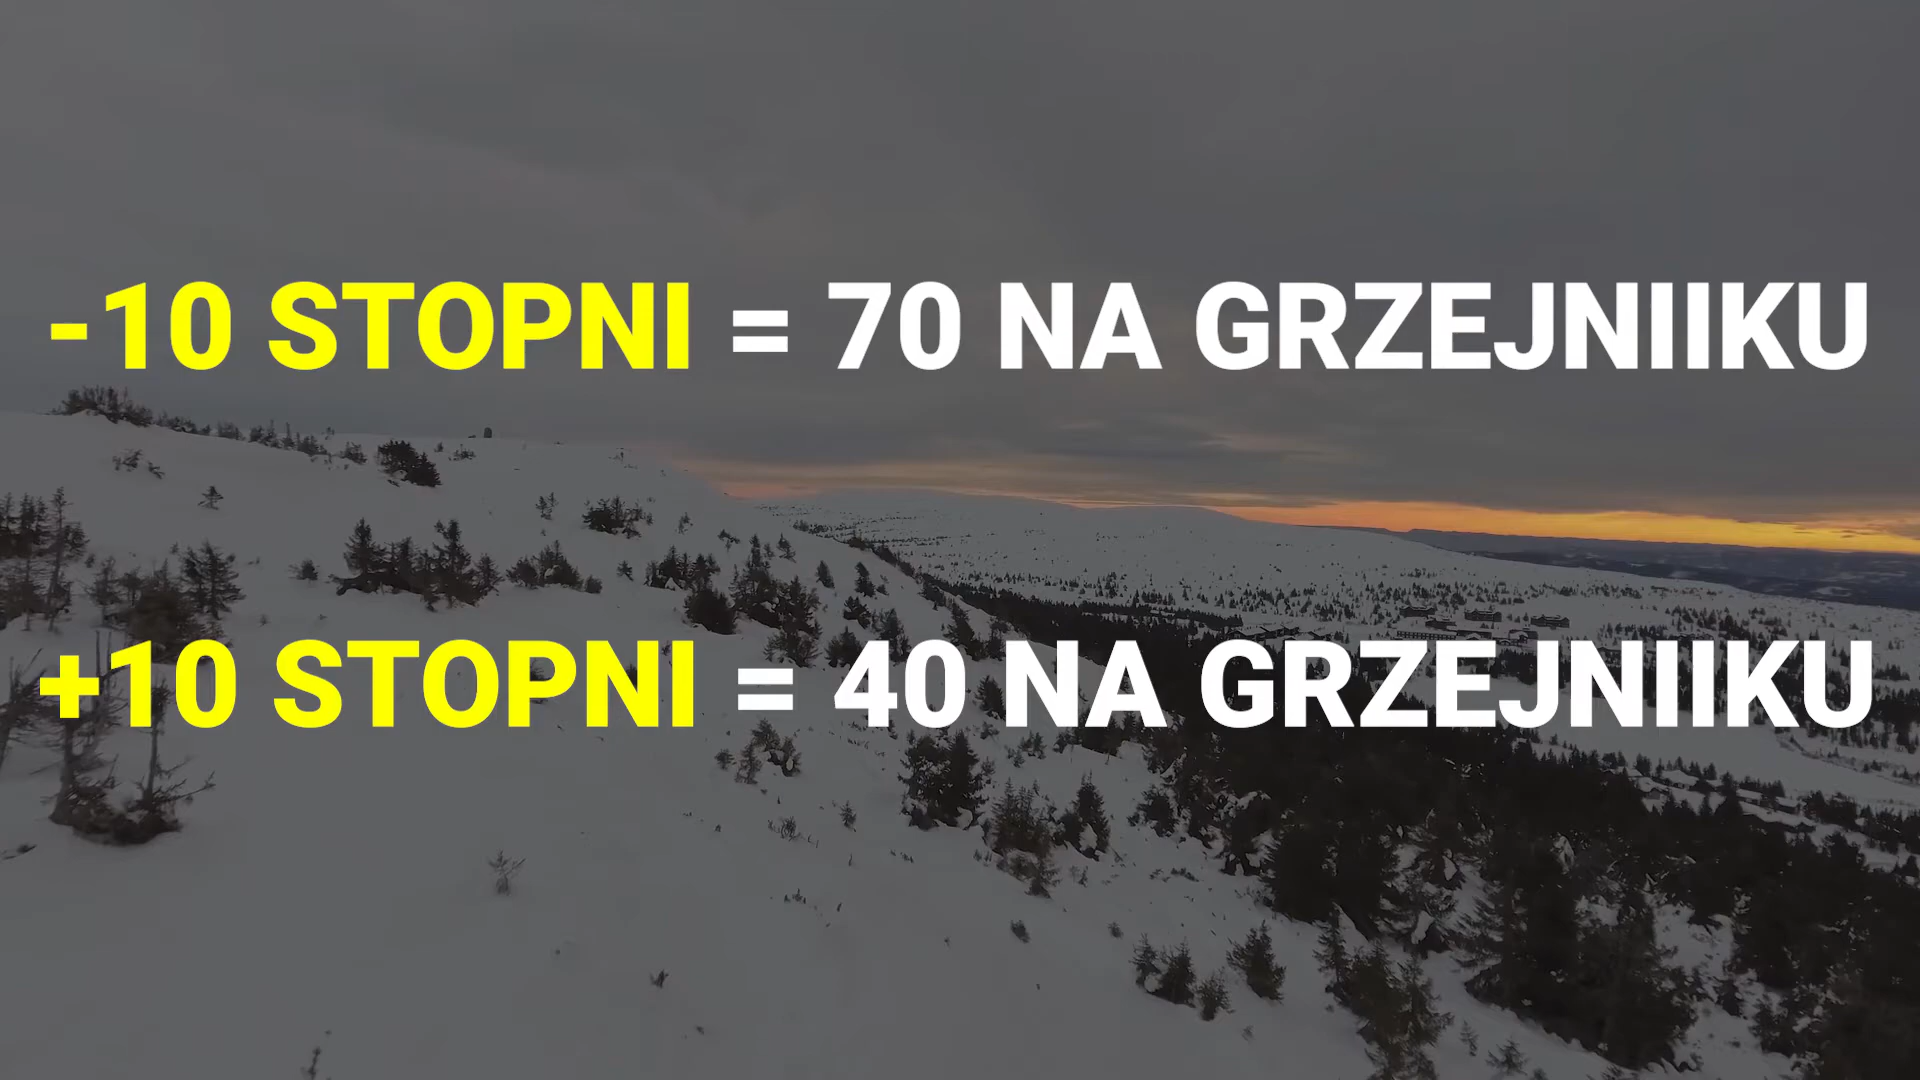 -10 STOPNI = 70 NA GRZEJNIIKU
+10 STOPNI = 40 NA GRZEJNIIKU